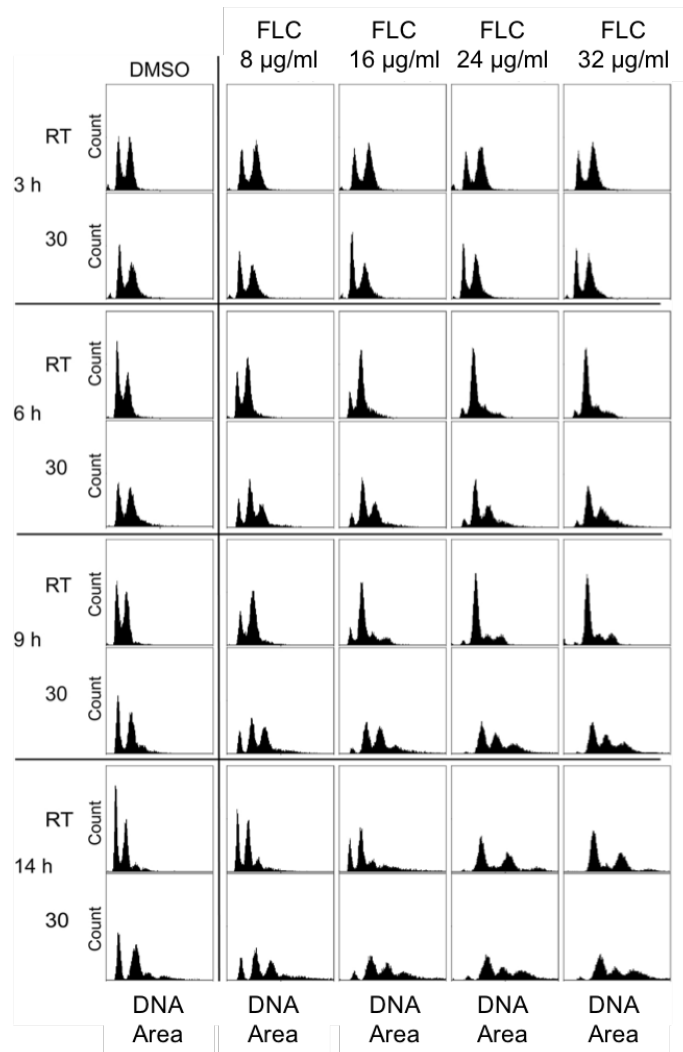 FLC FLC FLC FLC
DMSO 8 µg/ml 16 µg/ml 24 µg/ml 32 µg/ml
RT Count
3 h
30 Count
RT Count
6 h
30 Count
RT Count
9 h
30 Count
RT Count
14 h
30 Count
DNA DNA DNA DNA DNA
Area Area Area Area Area